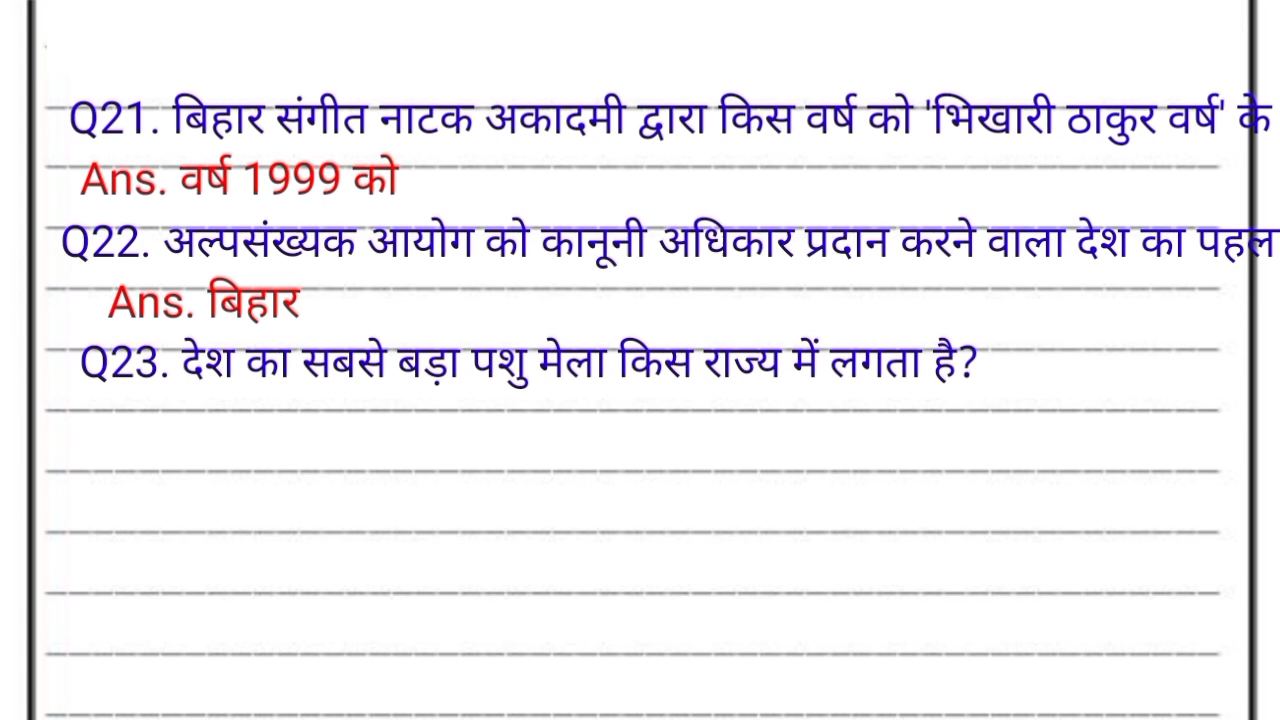 Q21. बिहार संगीत नाटक अकादमी द्वारा किस वर्ष को 'भिखारी ठाकुर वर्ष' के
Ans. वर्ष 1999 को
Q22. अल्पसंख्यक आयोग को कानूनी अधिकार प्रदान करने वाला देश का
Ans. बिहार
Q23. देश का सबसे बड़ा पशु मेला किस राज्य में लगता है?